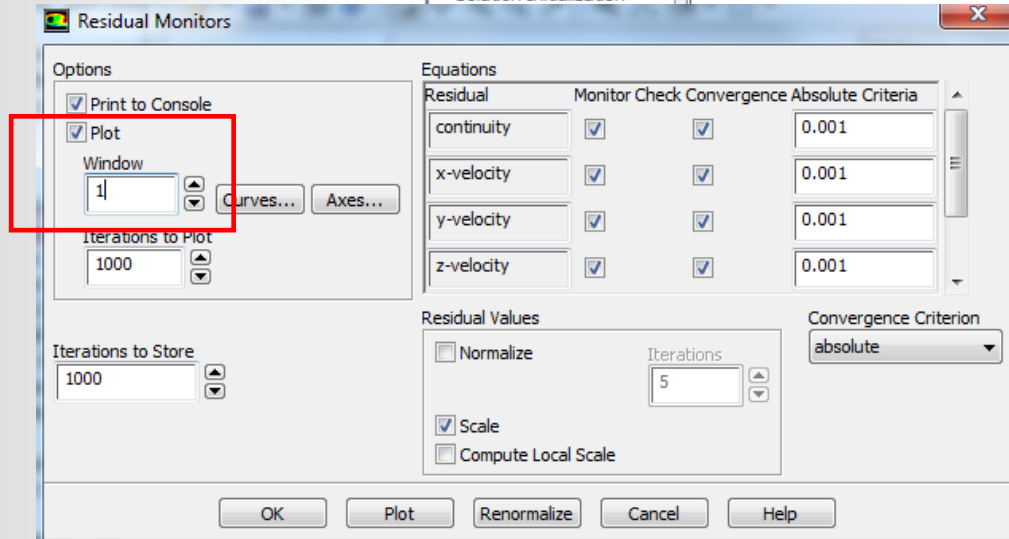 Residual Monitors
Options
Print to Console
Plot
Window
1
Curves...
Axes...
Iterations to Plot
1000
Iterations to Store
1000
Equations
Residual Monitor Check Convergence Absolute Criteria
continuity 0.001
x-velocity 0.001
y-velocity 0.001
z-velocity 0.001
Residual Values
Normalize
Iterations
5
Scale
Compute Local Scale
Convergence Criterion
absolute
OK Plot Renormalize Cancel Help